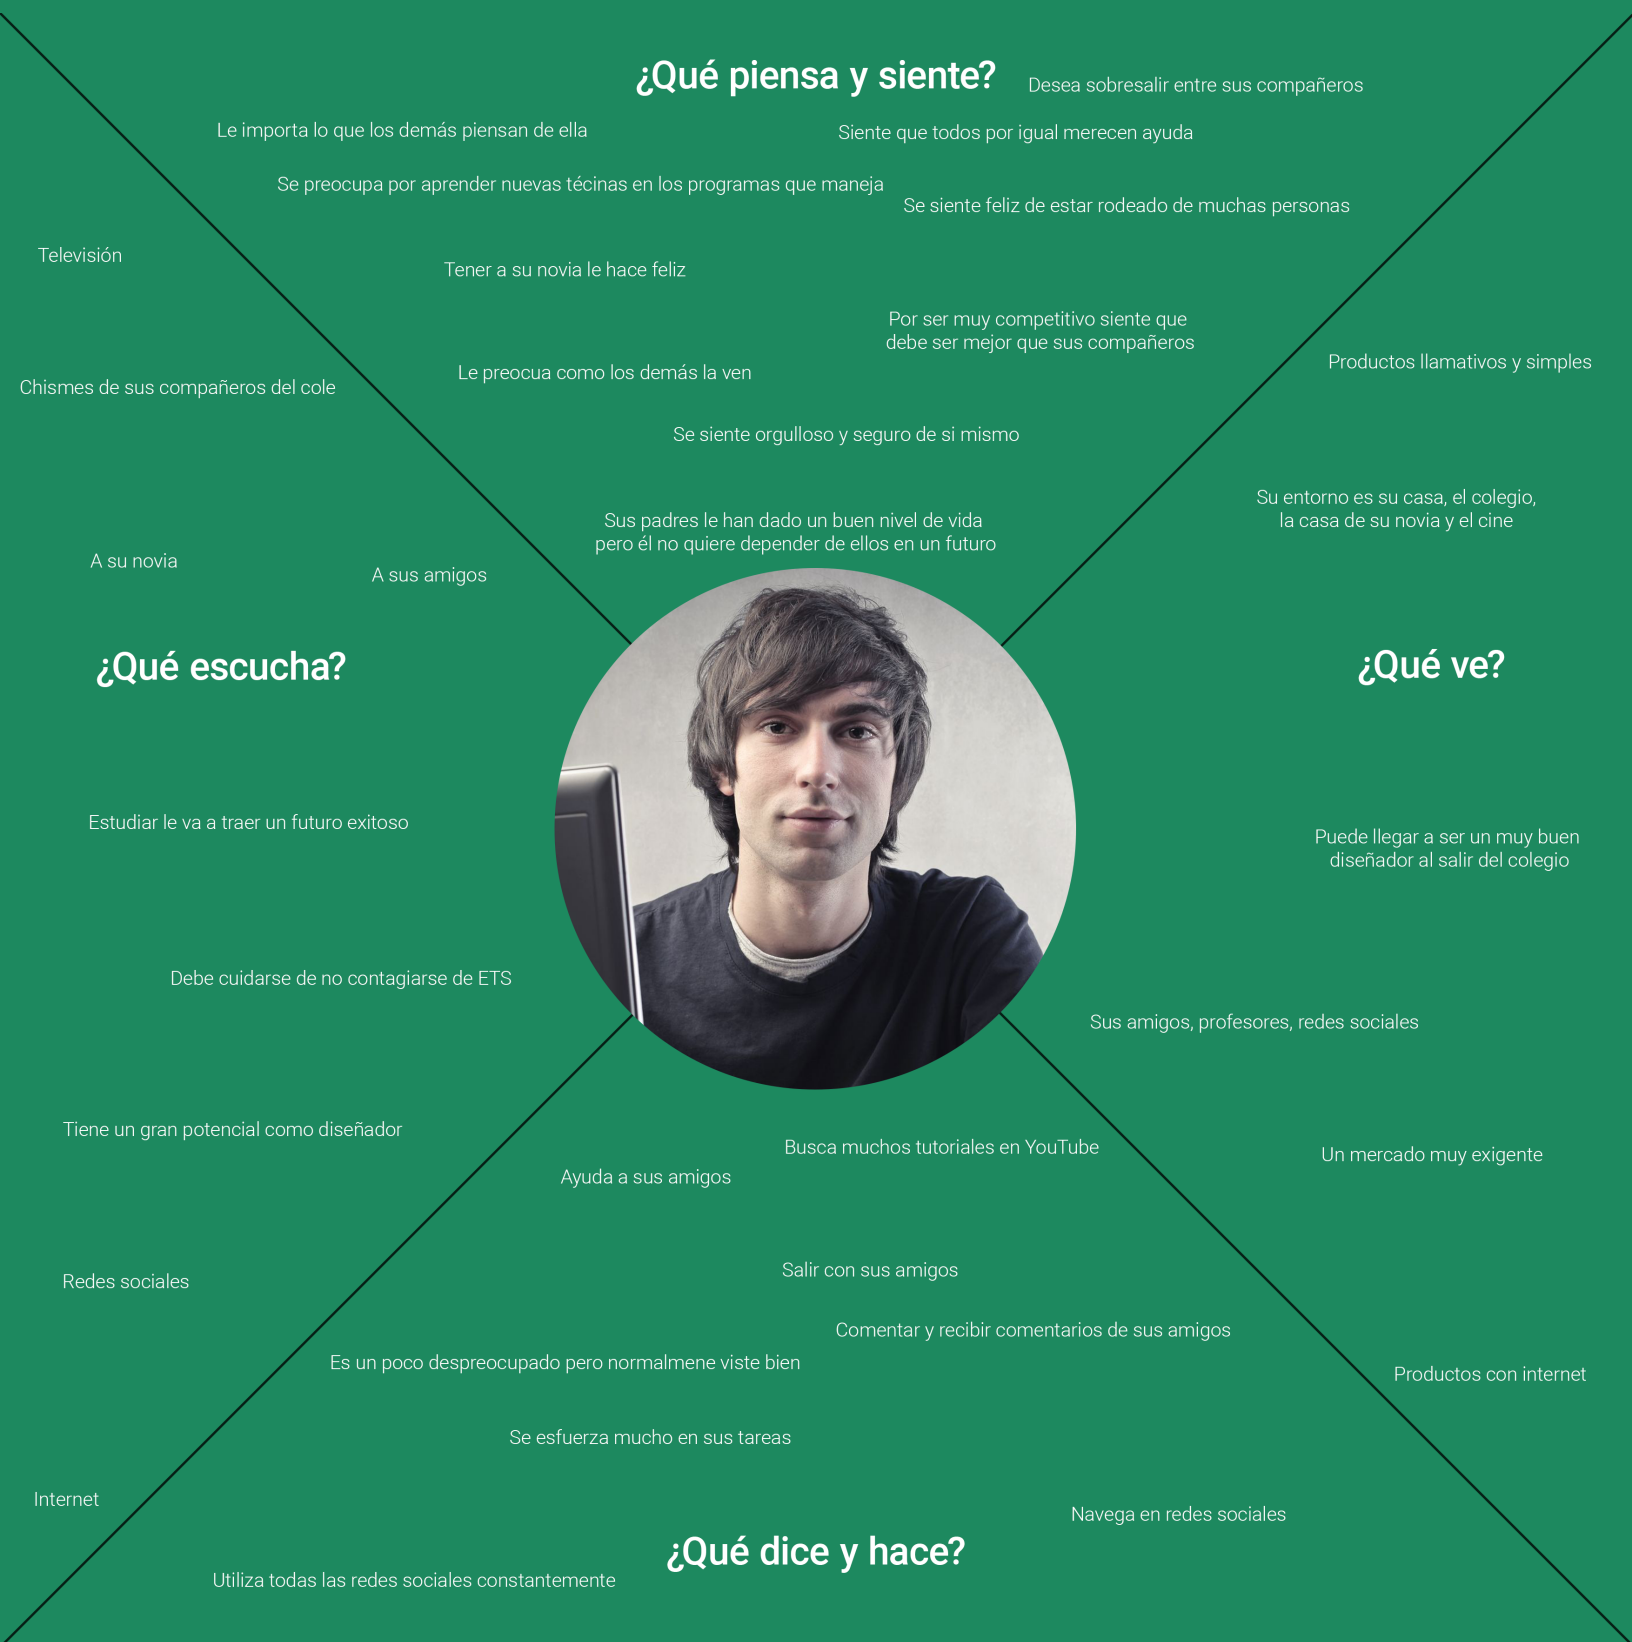 ¿Qué piensa y siente?
Desea sobresalir entre sus compañeros
Le importa lo que los demás piensan de ella
Siente que todos por igual merecen ayuda
Se preocupa por aprender nuevas técinas en los programas que maneja
Se siente feliz de estar rodeado de muchas personas
Tener a su novia le hace feliz
Por ser muy competitivo siente que
debe ser mejor que sus compañeros
Le preocua como los demás la ven
Se siente orgulloso y seguro de si mismo
Sus padres le han dado un buen nivel de vida
pero él no quiere depender de ellos en un futuro
Televisión
Chismes de sus compañeros del cole
A su novia
A sus amigos
¿Qué escucha?
Estudiar le va a traer un futuro exitoso
Debe cuidarse de no contagiarse de ETS
Tiene un gran potencial como diseñador
Redes sociales
Internet
Productos llamativos y simples
Su entorno es su casa, el colegio,
la casa de su novia y el cine
¿Qué ve?
Puede llegar a ser un muy buen
diseñador al salir del colegio
Sus amigos, profesores, redes sociales
Un mercado muy exigente
Productos con internet
Busca muchos tutoriales en YouTube
Ayuda a sus amigos
Salir con sus amigos
Comentar y recibir comentarios de sus amigos
Es un poco despreocupado pero normalmene viste bien
Se esfuerza mucho en sus tareas
Navega en redes sociales
¿Qué dice y hace?
Utiliza todas las redes sociales constantemente